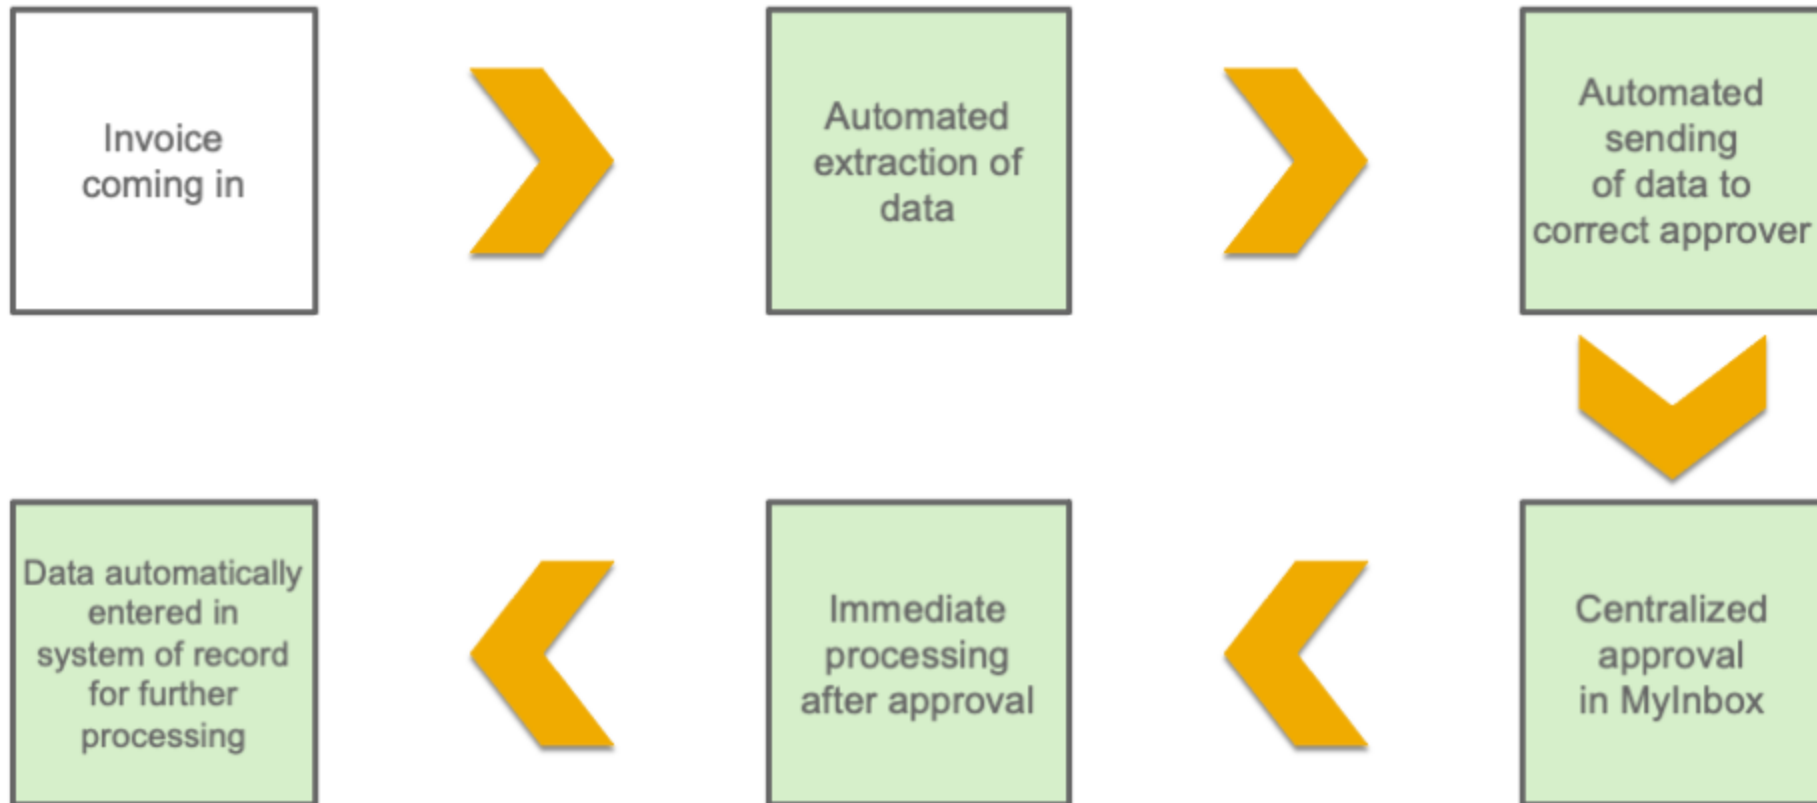 Invoice
coming in
Automated
extraction of
data
Automated
sending
of data to
correct approver
Centralized
approval
in MyInbox
Immediate
processing
after approval
Data automatically
entered in
system of record
for further
processing